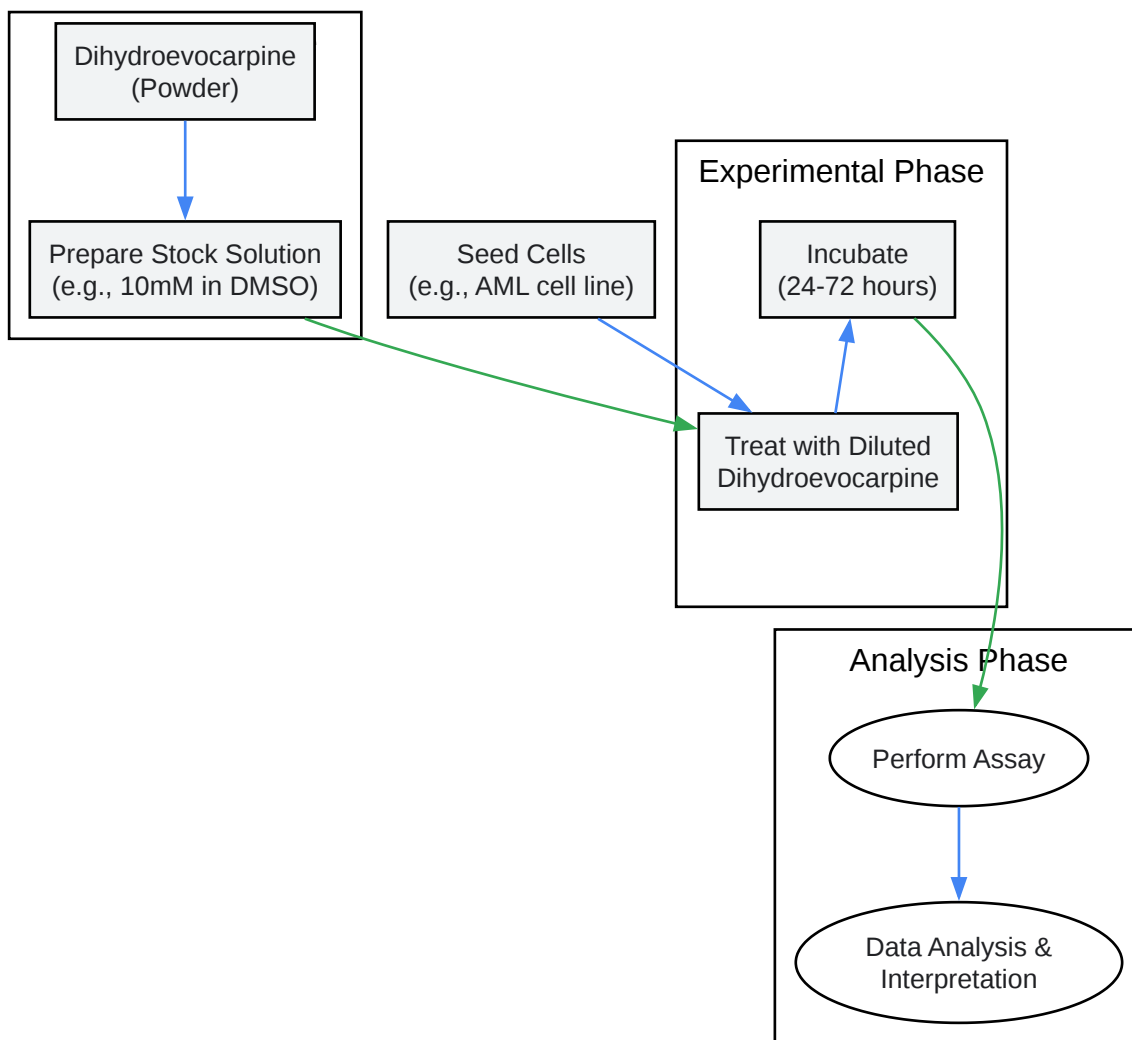 Dihydroevocarpine
(Powder)
Prepare Stock Solution
(e.g., 10mM in DMSO)
Seed Cells
(e.g., AML cell line)
Experimental Phase
Incubate
(24-72 hours)
Treat with Diluted
Dihydroevocarpine
Analysis Phase
Perform Assay
Data Analysis &
Interpretation